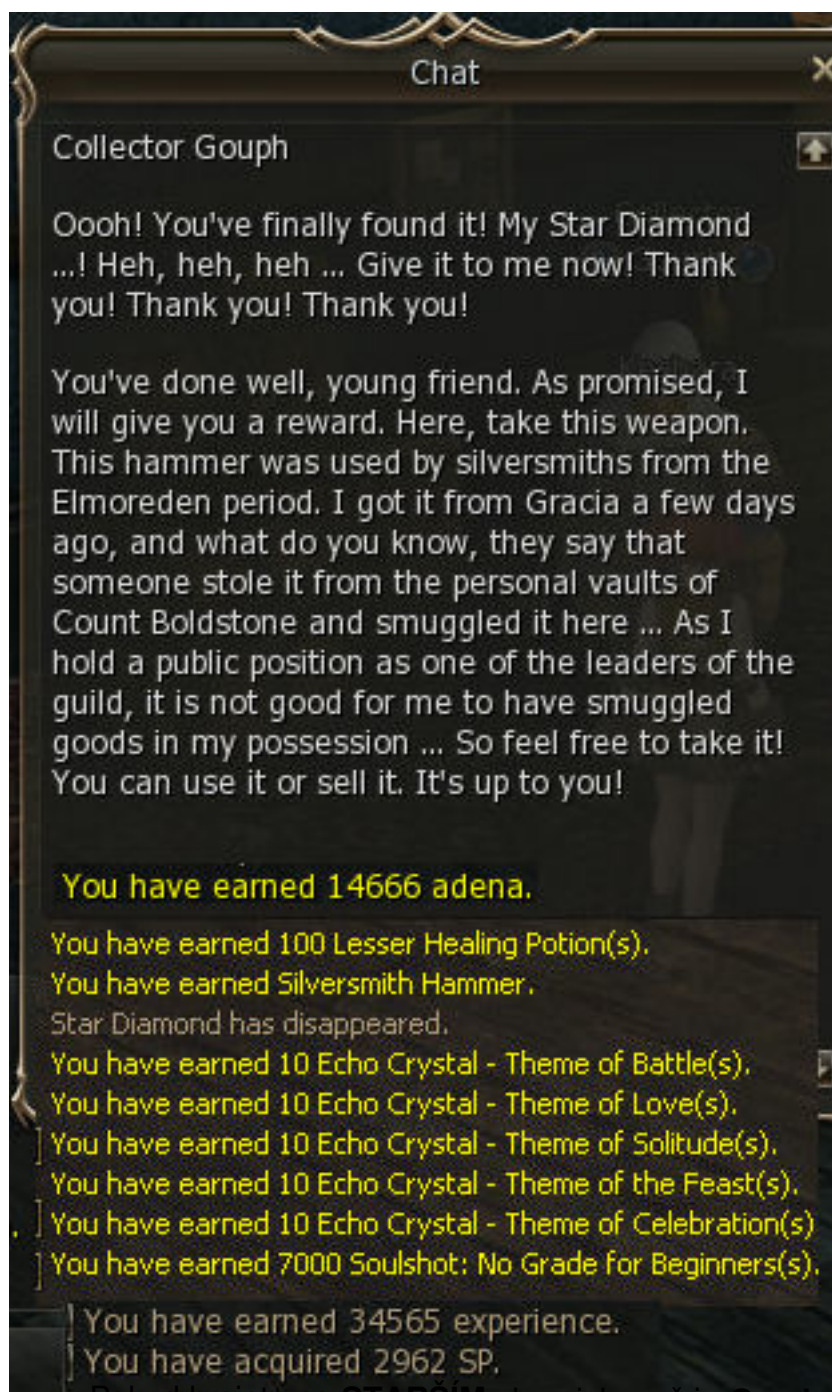 Chat
Collector Gouph
Oooh! You've finally found it! My Star Diamond
...! Heh, heh, heh ... Give it to me now! Thank
you! Thank you! Thank you!
You've done well, young friend. As promised, I
will give you a reward. Here, take this weapon.
This hammer was used by silversmiths from the
Elmoreden period. I got it from Gracia a few days
ago, and what do you know, they say that
someone stole it from the personal vaults of
Count Boldstone and smuggled it here ... As I
hold a public position as one of the leaders of the
guild, it is not good for me to have smuggled
goods in my possession ... So feel free to take it!
You can use it or sell it. It's up to you!
You have earned 14666 adena.
You have earned 100 Lesser Healing Potion(s).
You have earned Silversmith Hammer.
Star Diamond has disappeared.
You have earned 10 Echo Crystal - Theme of Battle(s).
You have earned 10 Echo Crystal - Theme of Love(s).
You have earned 10 Echo Crystal - Theme of Solitude(s).
You have earned 10 Echo Crystal - Theme of the Feast(s).
You have earned 10 Echo Crystal - Theme of Celebration(s)
You have earned 7000 Soulshot: No Grade for Beginners(s).
You have earned 34565 experience.
You have acquired 2962 SP.